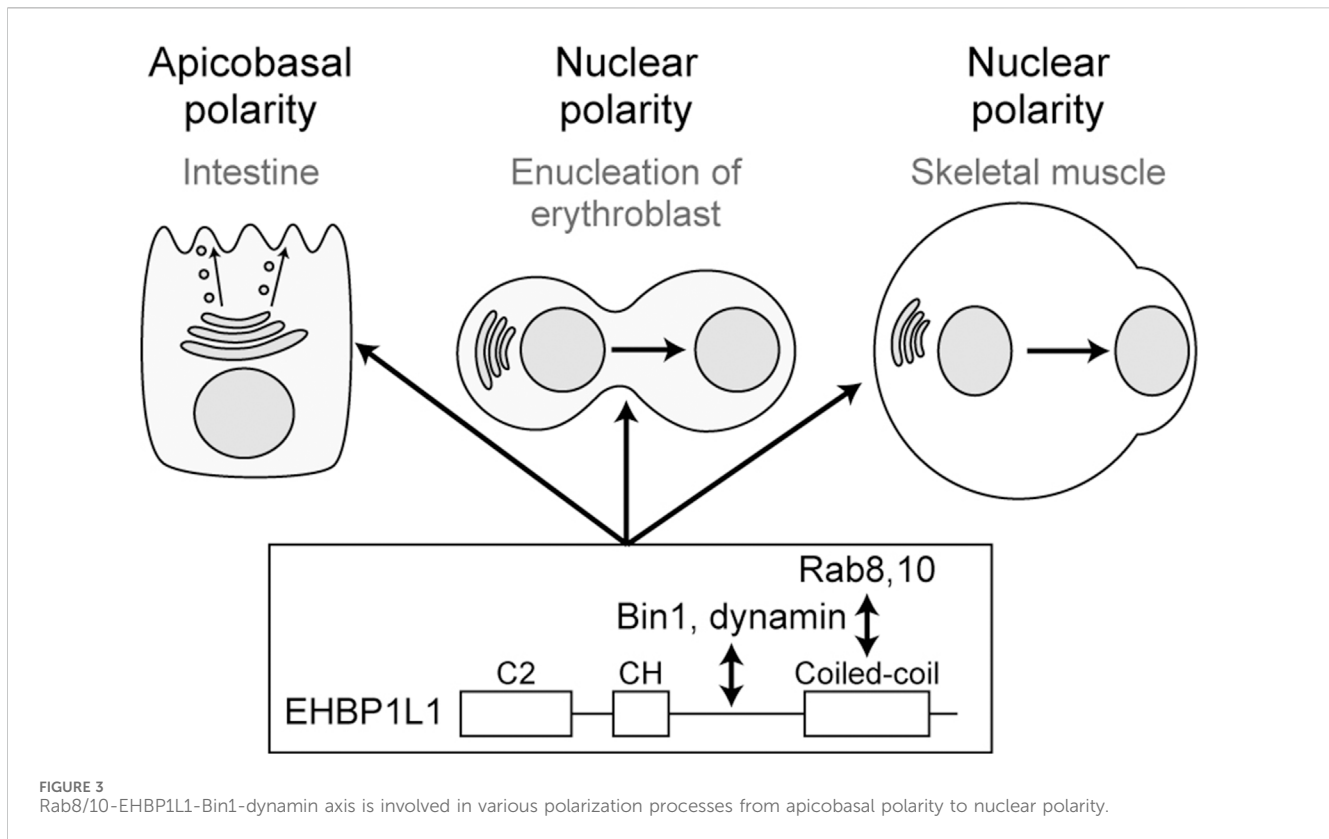 Apicobasal
polarity
Intestine
Nuclear
polarity
Enucleation of
erythroblast
Nuclear
polarity
Skeletal muscle
Rab8,10
Bin1, dynamin
C2
CH
Coiled-coil
EHBP1L1
FIGURE 3
Rab8/10-EHBP1L1-Bin1-dynamin axis is involved in various polarization processes from apicobasal polarity to nuclear polarity.